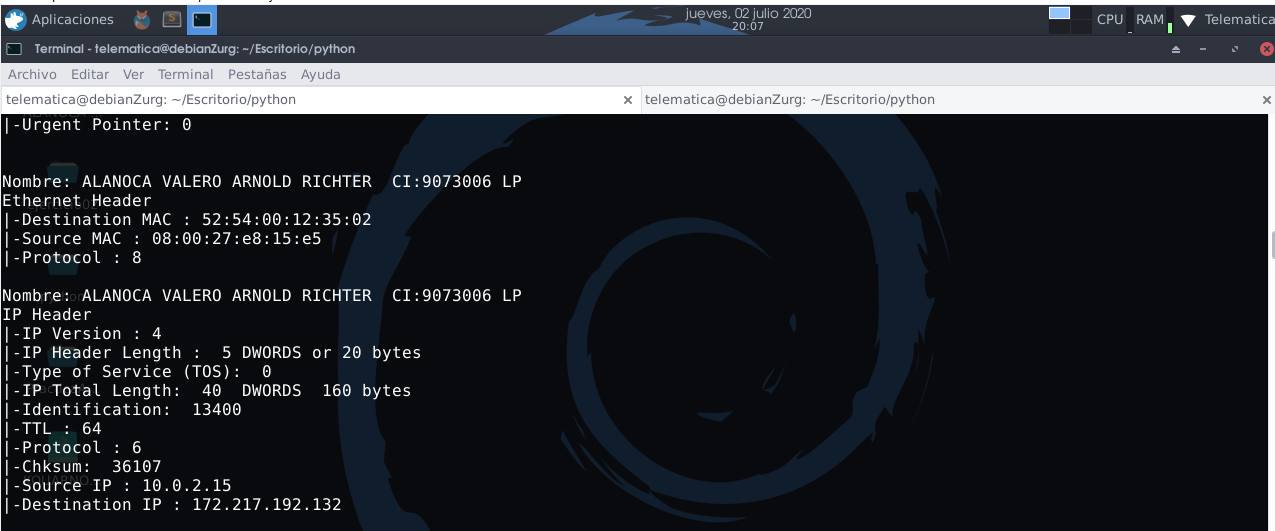 Aplicaciones
jueves, 02 julio 2020
20:07
CPU RAM Telematica
Terminal - telematica@debianZurg: ~/Escritorio/python
Archivo Editar Ver Terminal Pestañas Ayuda
telematica@debianZurg: ~/Escritorio/python
telematica@debianZurg: ~/Escritorio/python
|-Urgent Pointer: 0
Nombre: ALANOCA VALERO ARNOLD RICHTER  CI:9073006 LP
Ethernet Header
|-Destination MAC : 52:54:00:12:35:02
|-Source MAC : 08:00:27:e8:15:e5
|-Protocol : 8
Nombre: ALANOCA VALERO ARNOLD RICHTER  CI:9073006 LP
IP Header
|-IP Version : 4
|-IP Header Length :  5 DWORDS or 20 bytes
|-Type of Service (TOS):  0
|-IP Total Length:  40  DWORDS  160 bytes
|-Identification:  13400
|-TTL : 64
|-Protocol : 6
|-Chksum:  36107
|-Source IP : 10.0.2.15
|-Destination IP : 172.217.192.132